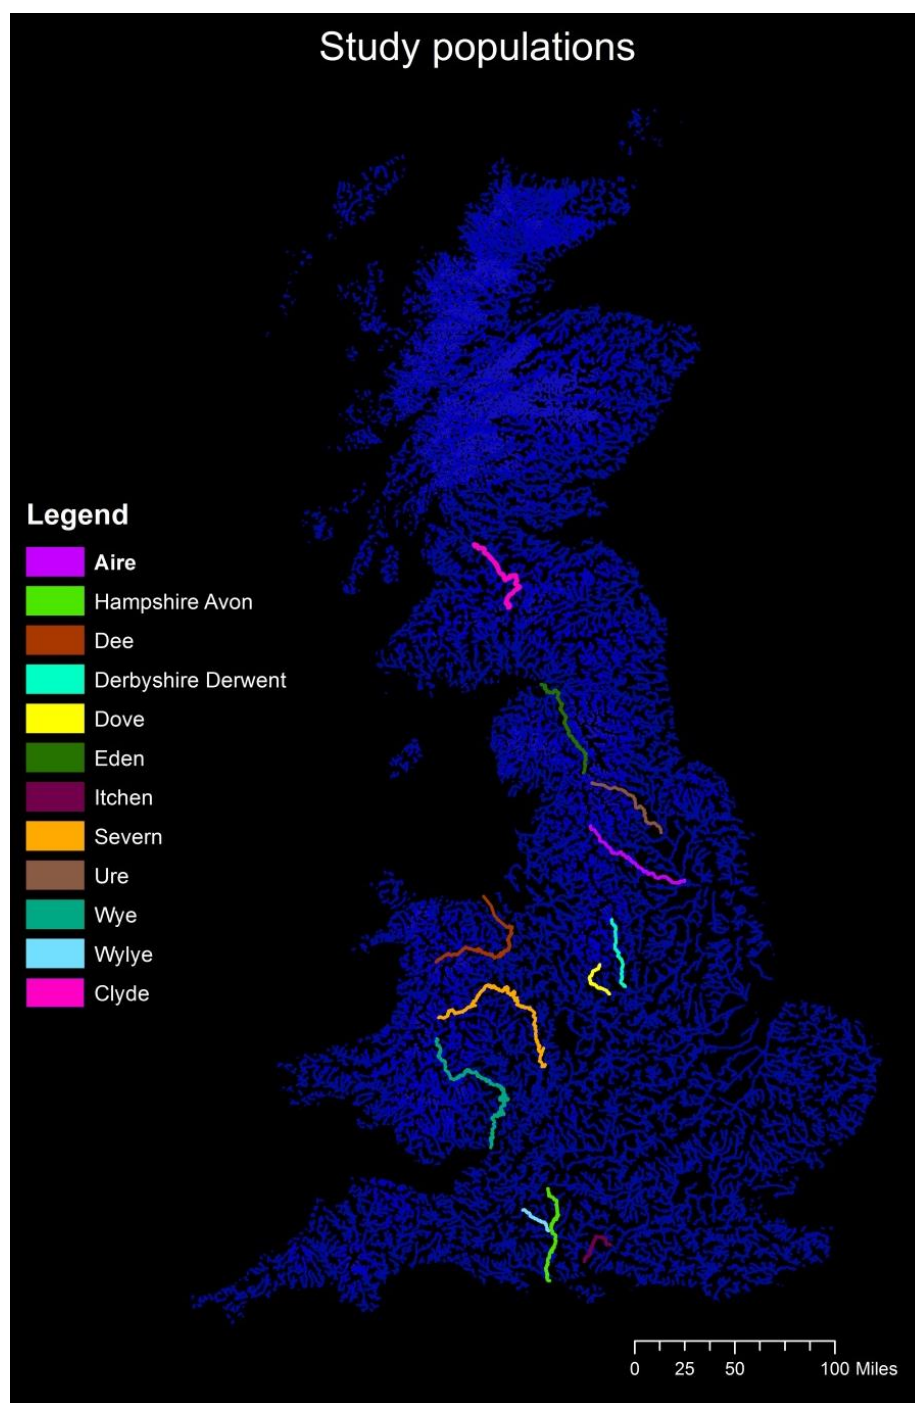 Study populations
Legend
Aire
Hampshire Avon
Dee
Derbyshire Derwent
Dove
Eden
Itchen
Severn
Ure
Wye
Wylye
Clyde
0 25 50 100 Miles